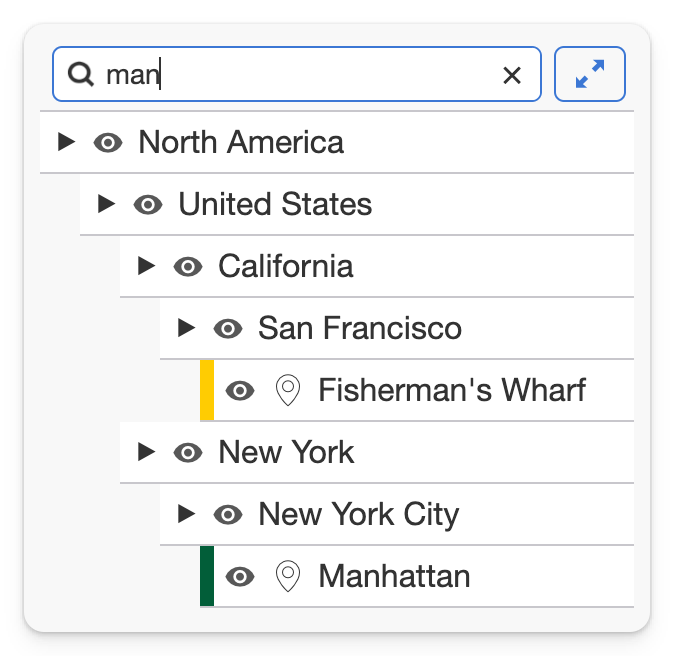 man
North America
United States
California
San Francisco
Fisherman's Wharf
New York
New York City
Manhattan